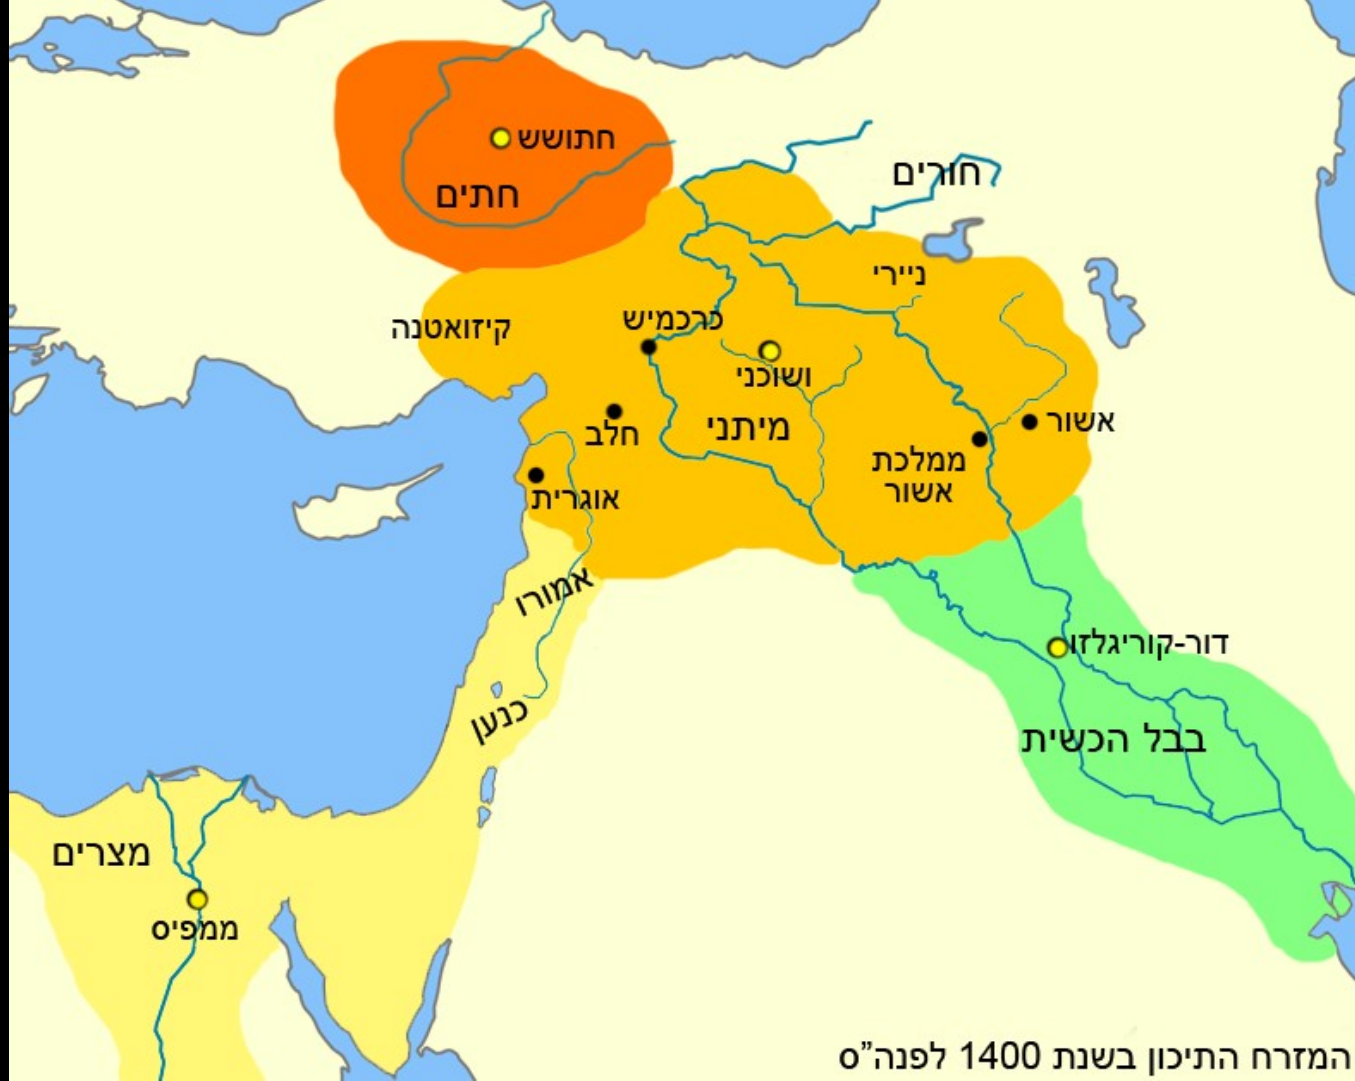 חתושש
חתים
חורים
ניירי
כרכמיש
קיזואטנה
ושוכני
מיתני
חלב
אשור
ממלכת
אשור
אוגרית
אמורו
דור-קוריגלזו
כנען
בבל הכשית
מצרים
ממפיס
המזרח התיכון בשנת 1400 לפנה”ס